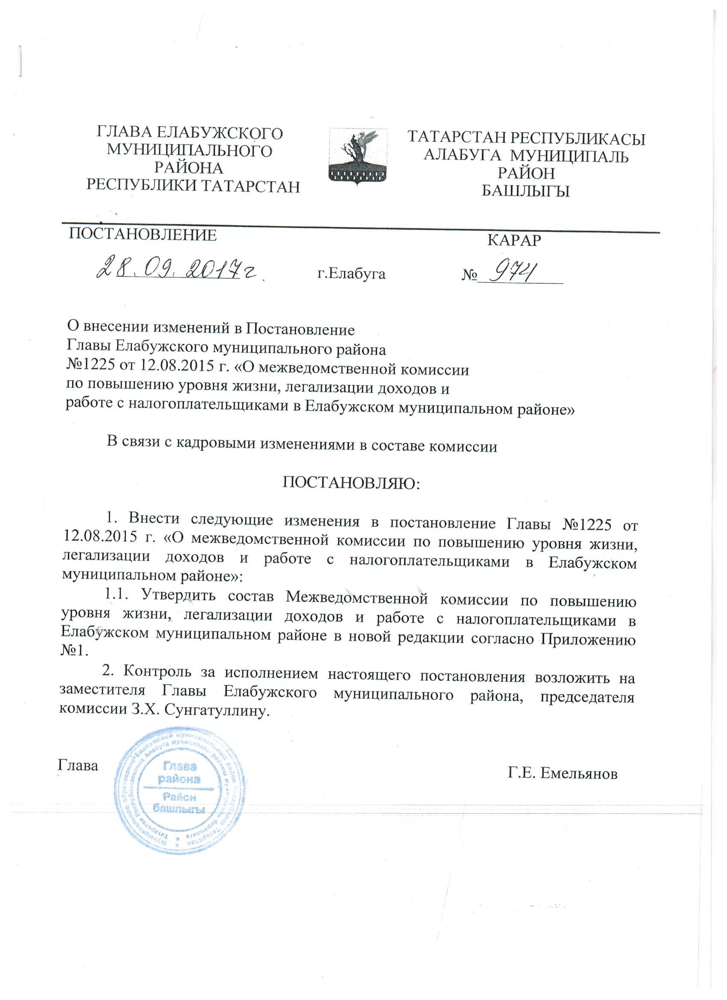 ГЛАВА ЕЛАБУЖСКОГО
МУНИЦИПАЛЬНОГО
РАЙОНА
РЕСПУБЛИКИ ТАТАРСТАН
ТАТАРСТАН РЕСПУБЛИКАСЫ
АЛАБУГА МУНИЦИПАЛЬ
РАЙОН
БАШЛЫГЫ
ПОСТАНОВЛЕНИЕ
КАРАР
28.09.2017г. г.Елабуга № 974
О внесении изменений в Постановление
Главы Елабужского муниципального района
№1225 от 12.08.2015 г. «О межведомственной комиссии
по повышению уровня жизни, легализации доходов и
работе с налогоплательщиками в Елабужском муниципальном районе»
В связи с кадровыми изменениями в составе комиссии
ПОСТАНОВЛЯЮ:
1. Внести следующие изменения в постановление Главы №1225 от
12.08.2015 г. «О межведомственной комиссии по повышению уровня жизни,
легализации доходов и работе с налогоплательщиками в Елабужском
муниципальном районе»:
1.1. Утвердить состав Межведомственной комиссии по повышению
уровня жизни, легализации доходов и работе с налогоплательщиками в
Елабужском муниципальном районе в новой редакции согласно Приложению
№1.
2. Контроль за исполнением настоящего постановления возложить на
заместителя Главы Елабужского муниципального района, председателя
комиссии З.Х. Сунгатуллину.
Глава
Г.Е. Емельянов
Муниципальное образование Елабужский муниципальный район Республики Татарстан
Татарстан Республикасының Алабуга муниципаль районы муниципаль берәмлеге
Глава
района
Район
башлыгы